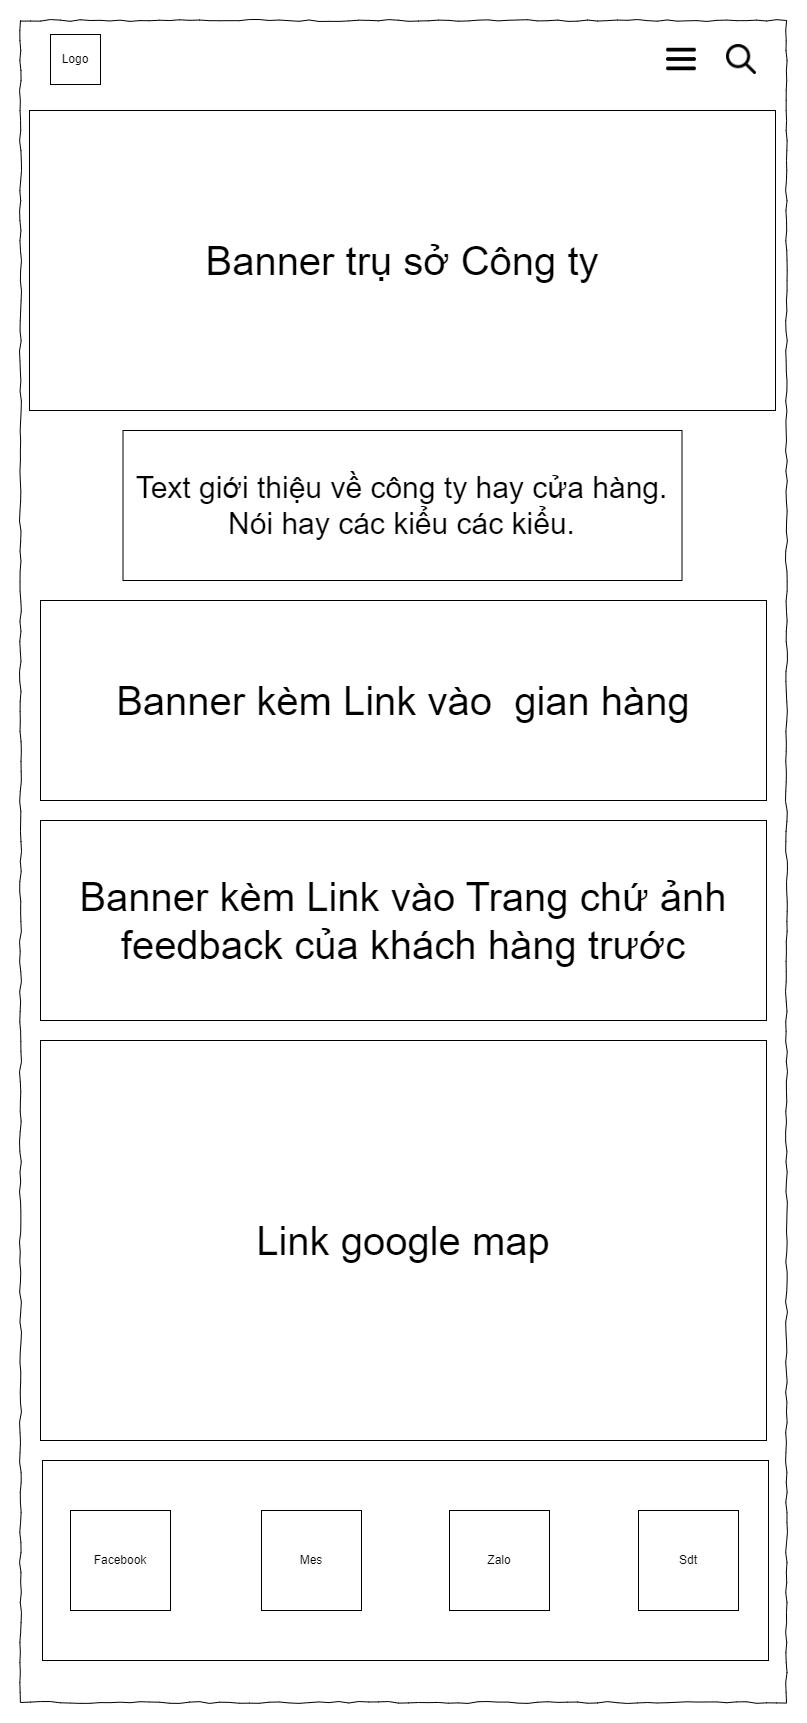 Logo
Banner trụ sở Công ty
Text giới thiệu về công ty hay cửa hàng.
Nói hay các kiểu các kiểu.
Banner kèm Link vào  gian hàng
Banner kèm Link vào Trang chứ ảnh
feedback của khách hàng trước
Link google map
Facebook
Mes
Zalo
Sdt